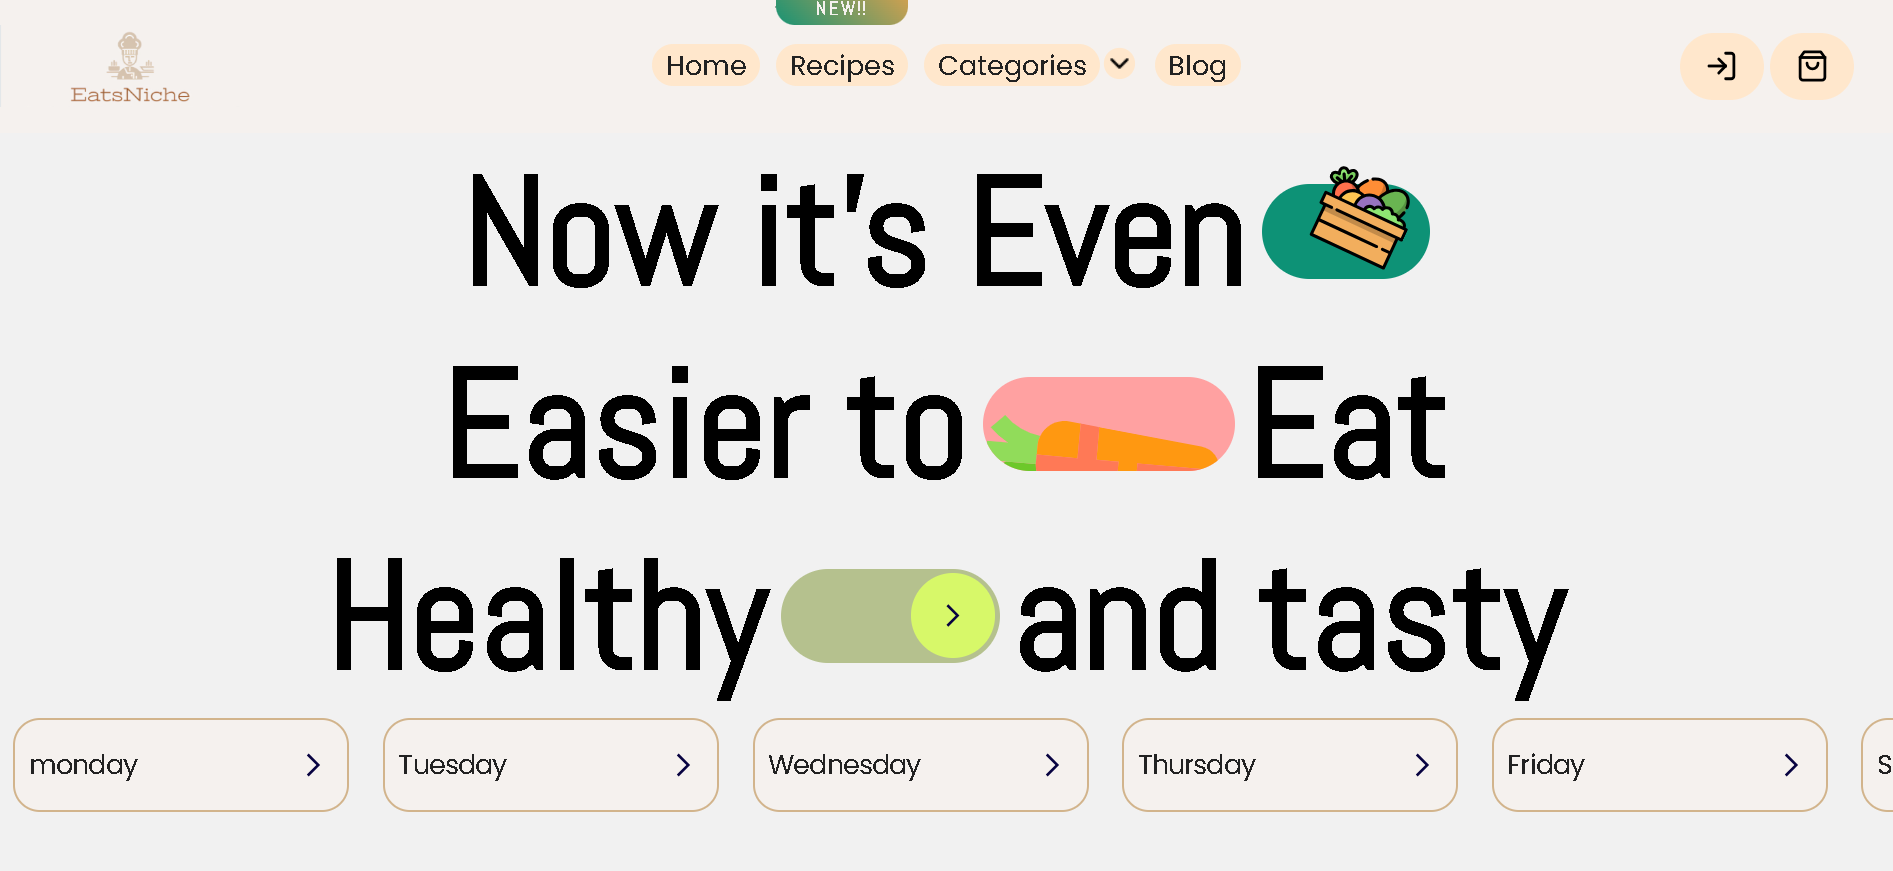 NEW!!
EatsNiche
Home Recipes Categories Blog
Now it's Even
Easier to Eat
Healthy and tasty
monday Tuesday Wednesday Thursday Friday S